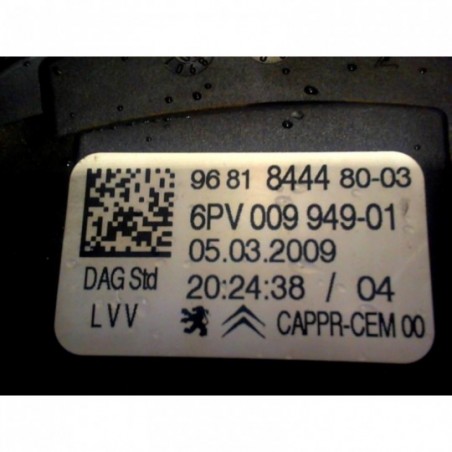 96 81 8444 80-03
6PV 009 949-01
05.03.2009
DAG Std
20:24:38 / 04
LVV
CAPPR-CEM 00